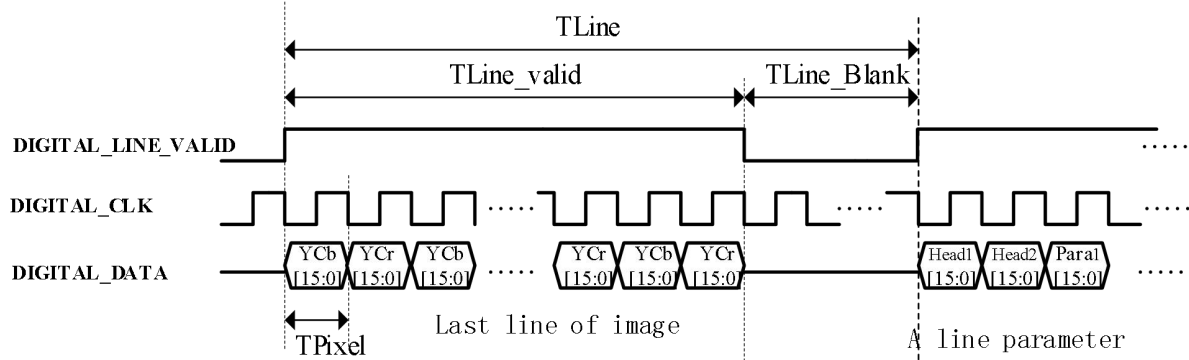 TLine
TLine_valid
TLine_Blank
DIGITAL_LINE_VALID
DIGITAL_CLK
DIGITAL_DATA
YCb
[15:0]
YCr
[15:0]
YCb
[15:0]
YCr
[15:0]
YCb
[15:0]
YCr
[15:0]
Head1
[15:0]
Head2
[15:0]
Para1
[15:0]
TPixel
Last line of image
A line parameter